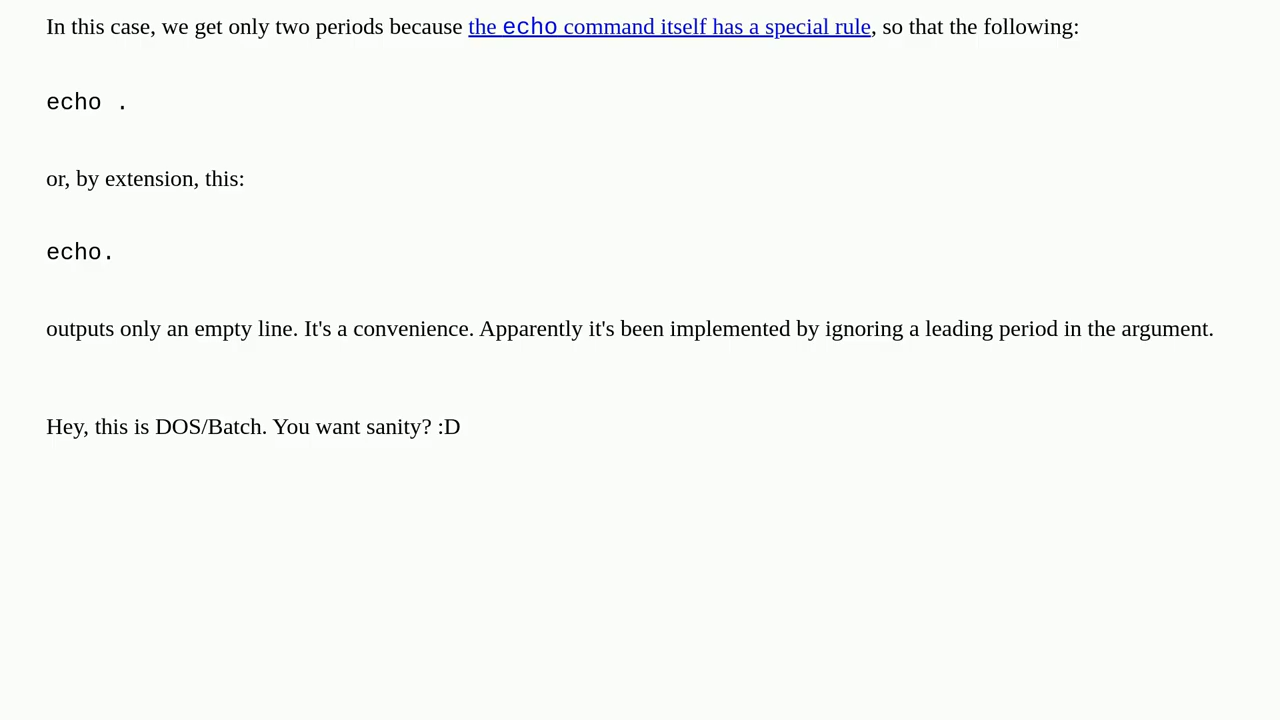 In this case, we get only two periods because the echo command itself has a special rule, so that the following:
echo .
or, by extension, this:
echo.
outputs only an empty line. It's a convenience. Apparently it's been implemented by ignoring a leading period in the argument.
Hey, this is DOS/Batch. You want sanity? :D